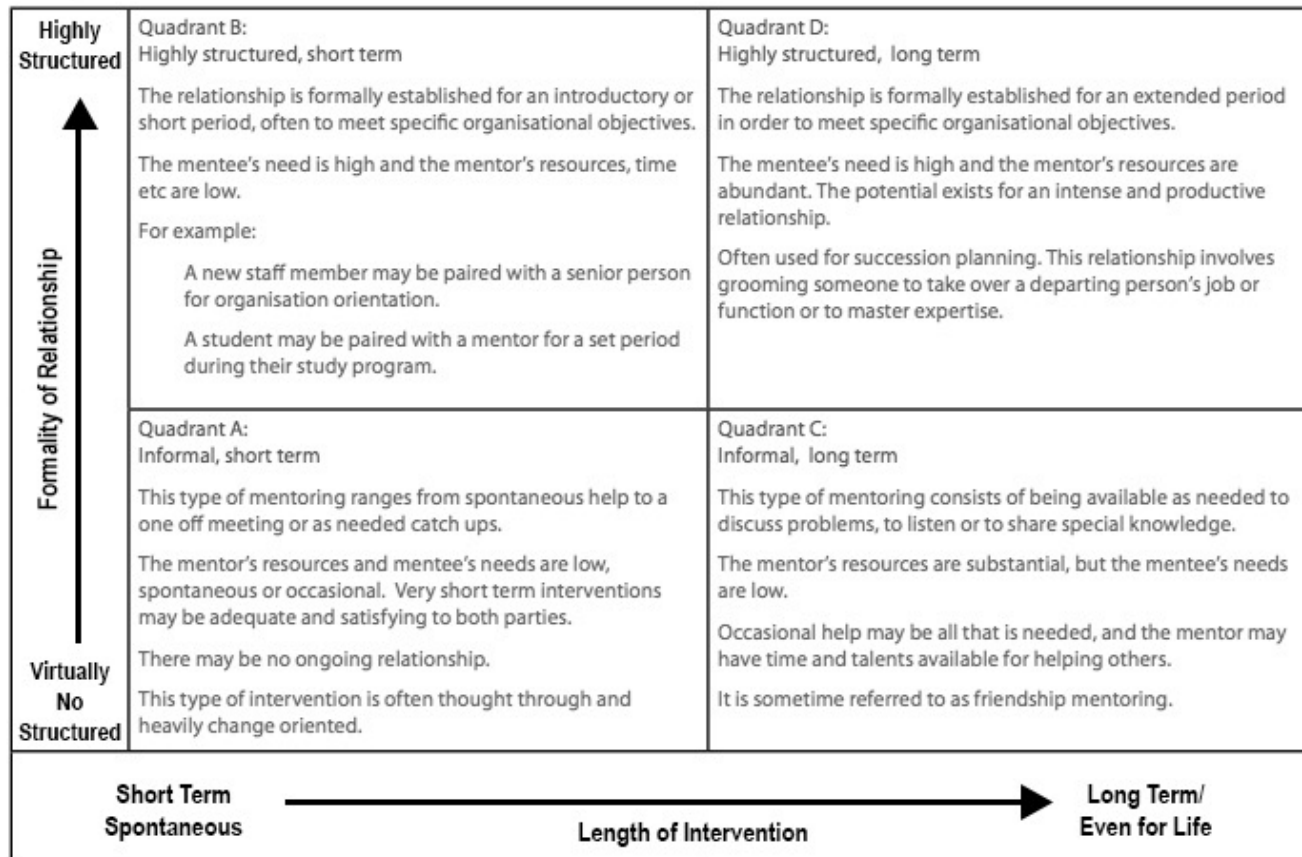 Highly
Structured
Formality of Relationship
Virtually
No
Structured
Quadrant B:
Highly structured, short term
The relationship is formally established for an introductory or
short period, often to meet specific organisational objectives.
The mentee's need is high and the mentor's resources, time
etc are low.
For example:
A new staff member may be paired with a senior person
for organisation orientation.
A student may be paired with a mentor for a set period
during their study program.
Quadrant D:
Highly structured, long term
The relationship is formally established for an extended period
in order to meet specific organisational objectives.
The mentee's need is high and the mentor's resources are
abundant. The potential exists for an intense and productive
relationship.
Often used for succession planning. This relationship involves
grooming someone to take over a departing person's job or
function or to master expertise.
Quadrant A:
Informal, short term
This type of mentoring ranges from spontaneous help to a
one off meeting or as needed catch ups.
The mentor's resources and mentee's needs are low,
spontaneous or occasional. Very short term interventions
may be adequate and satisfying to both parties.
There may be no ongoing relationship.
This type of intervention is often thought through and
heavily change oriented.
Quadrant C:
Informal, long term
This type of mentoring consists of being available as needed to
discuss problems, to listen or to share special knowledge.
The mentor's resources are substantial, but the mentee's needs
are low.
Occasional help may be all that is needed, and the mentor may
have time and talents available for helping others.
It is sometime referred to as friendship mentoring.
Short Term
Spontaneous
Length of Intervention
Long Term/
Even for Life